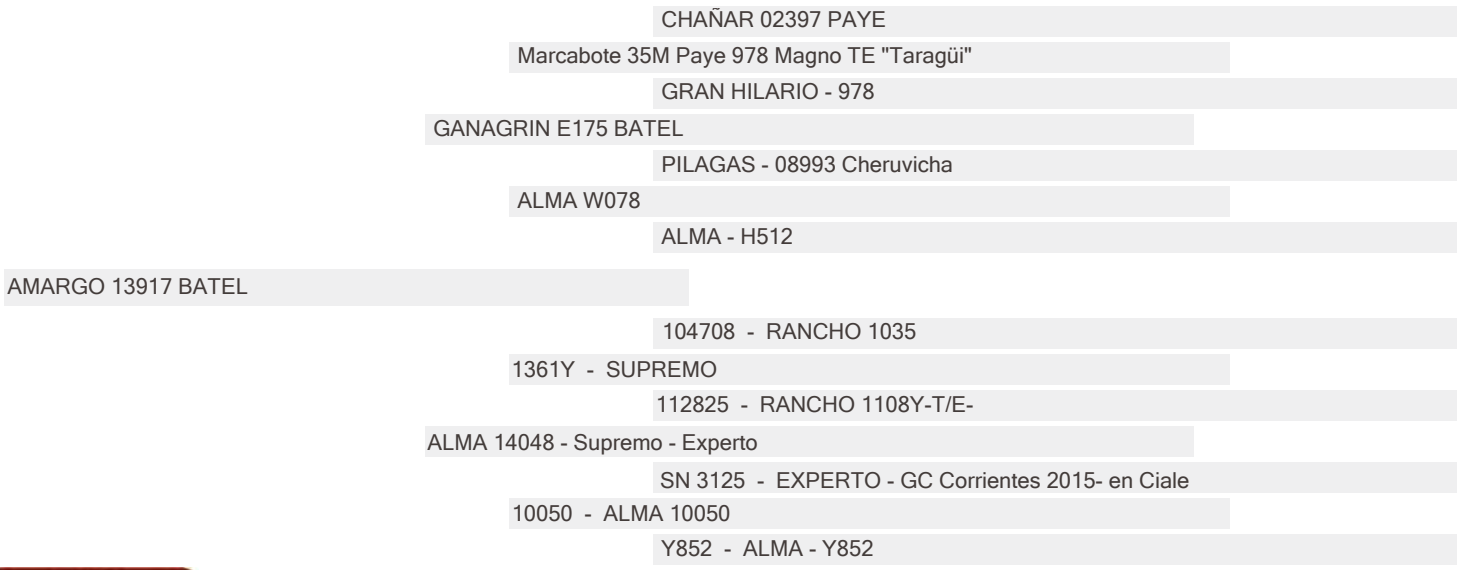 CHAÑAR 02397 PAYE
Marcabote 35M Paye 978 Magno TE "Taragüi"
GRAN HILARIO - 978
GANAGRIN E175 BATEL
PILAGAS - 08993 Cheruvicha
ALMA W078
ALMA - H512
AMARGO 13917 BATEL
104708 - RANCHO 1035
1361Y - SUPREMO
112825 - RANCHO 1108Y-T/E-
ALMA 14048 - Supremo - Experto
SN 3125 - EXPERTO - GC Corrientes 2015- en Ciale
10050 - ALMA 10050
Y852 - ALMA - Y852